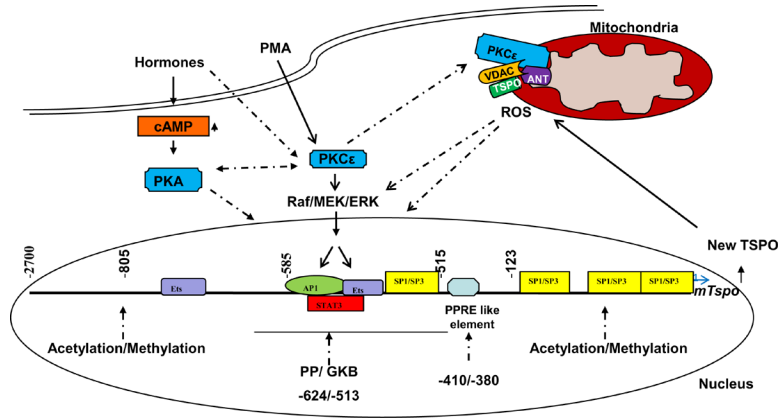 Mitochondria
Hormones
PMA
PKCε
VDAC
ANT
TSPO
ROS
cAMP
PKCε
PKA
Raf/MEK/ERK
New TSPO
-2700
-805
-585
-515
-123
Ets
AP1
Ets
SP1/SP3
SP1/SP3
SP1/SP3
SP1/SP3
mTspo
STAT3
PPRE like
element
Acetylation/Methylation
Acetylation/Methylation
PP/ GKB
-624/-513
-410/-380
Nucleus